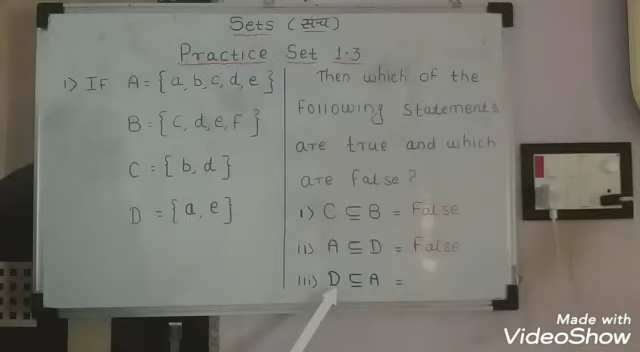 Sets (संच)
Practice Set 1.3
1) If A = {a, b, c, d, e}
B = {c, d, e, f}
C = {b, d}
D = {a, e}
Then which of the
Following statements
are true and which
are false?
i) C ⊆ B = False
ii) A ⊆ D = False
iii) D ⊆ A =
Made with
VideoShow